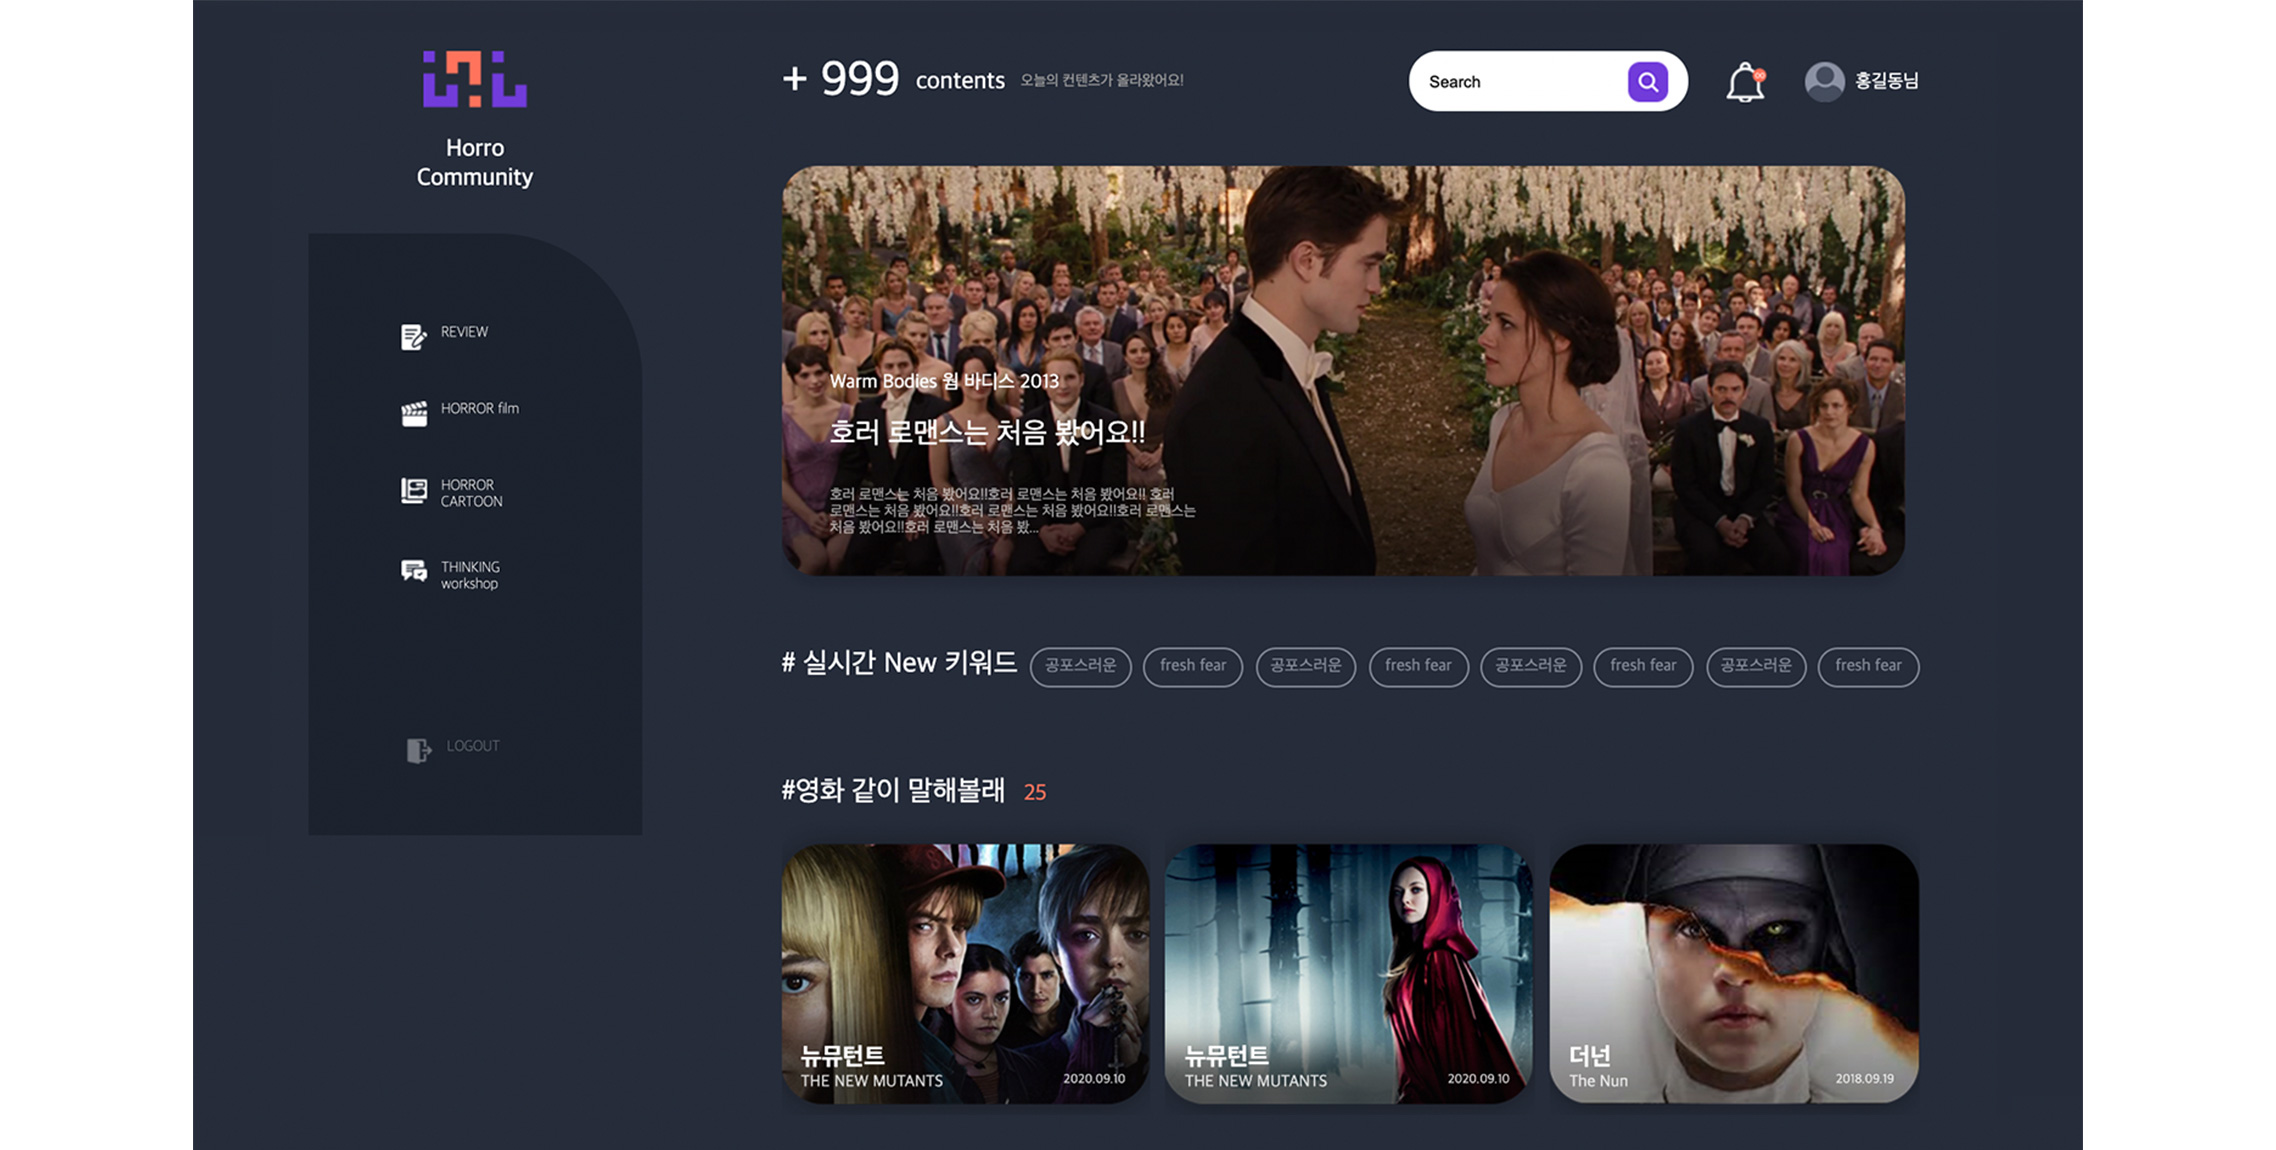 Horro
Community
+ 999 contents 오늘의 컨텐츠가 올라왔어요!
Search
홍길동님
REVIEW
HORROR film
HORROR
CARTOON
THINKING
workshop
LOGOUT
Warm Bodies 웜 바디스 2013
호러 로맨스는 처음 봤어요!!
호러 로맨스는 처음 봤어요!!호러 로맨스는 처음 봤어요!! 호러
로맨스는 처음 봤어요!!호러 로맨스는 처음 봤어요!!호러 로맨스는
처음 봤어요!!호러 로맨스는 처음 봤...
# 실시간 New 키워드 공포스러운 fresh fear 공포스러운 fresh fear 공포스러운 fresh fear 공포스러운 fresh fear
#영화 같이 말해볼래 25
뉴뮤턴트
THE NEW MUTANTS 2020.09.10
뉴뮤턴트
THE NEW MUTANTS 2020.09.10
더넌
The Nun 2018.09.19